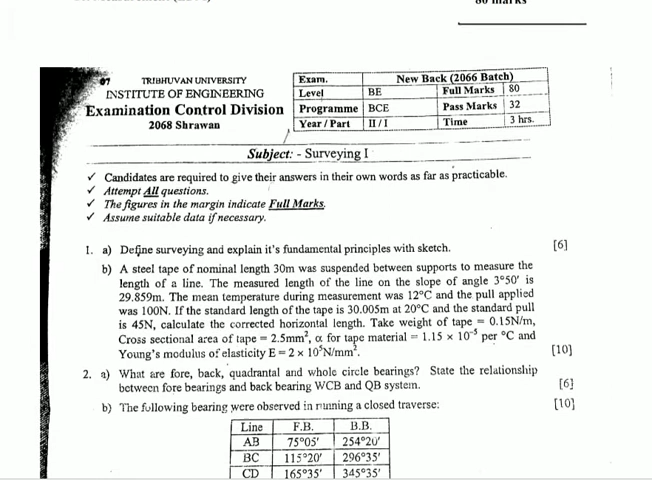 80 marks
07
TRIBHUVAN UNIVERSITY
INSTITUTE OF ENGINEERING
Examination Control Division
2068 Shrawan
Exam. New Back (2066 Batch)
Level BE Full Marks 80
Programme BCE Pass Marks 32
Year / Part II / I Time 3 hrs.
Subject: - Surveying I
✓ Candidates are required to give their answers in their own words as far as practicable.
✓ Attempt All questions.
✓ The figures in the margin indicate Full Marks.
✓ Assume suitable data if necessary.
1. a) Define surveying and explain it's fundamental principles with sketch. [6]
b) A steel tape of nominal length 30m was suspended between supports to measure the
length of a line. The measured length of the line on the slope of angle 3°50' is
29.859m. The mean temperature during measurement was 12°C and the pull applied
was 100N. If the standard length of the tape is 30.005m at 20°C and the standard pull
is 45N, calculate the corrected horizontal length. Take weight of tape = 0.15N/m,
Cross sectional area of tape = 2.5mm², α for tape material = 1.15 × 10⁻⁵ per °C and
Young's modulus of elasticity E = 2 × 10⁵N/mm². [10]
2. a) What are fore, back, quadrantal and whole circle bearings? State the relationship
between fore bearings and back bearing WCB and QB system. [6]
b) The following bearing were observed in running a closed traverse: [10]
Line F.B. B.B.
AB 75°05' 254°20'
BC 115°20' 296°35'
CD 165°35' 345°35'